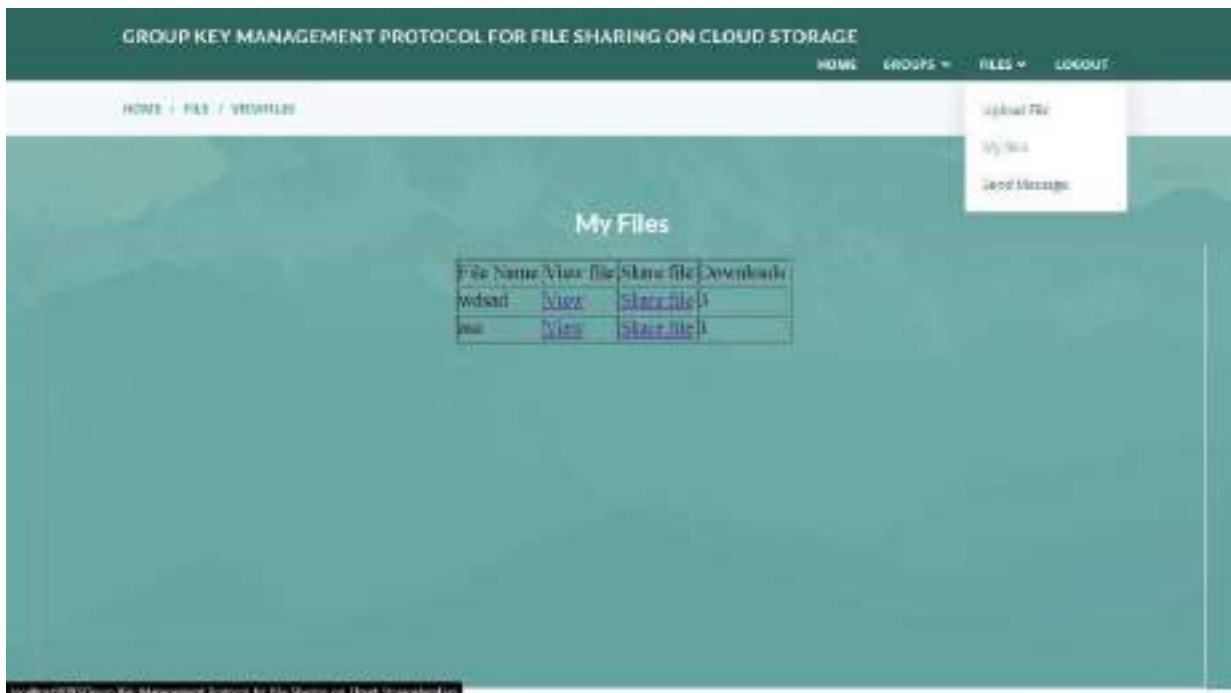 GROUP KEY MANAGEMENT PROTOCOL FOR FILE SHARING ON CLOUD STORAGE
HOME GROUPS FILES LOGOUT
HOME / FILE / VIEWFILES
Upload File
My files
Send Message
My Files
File Name View file Share file Downloads
wdsad View Share file 3
View Share file